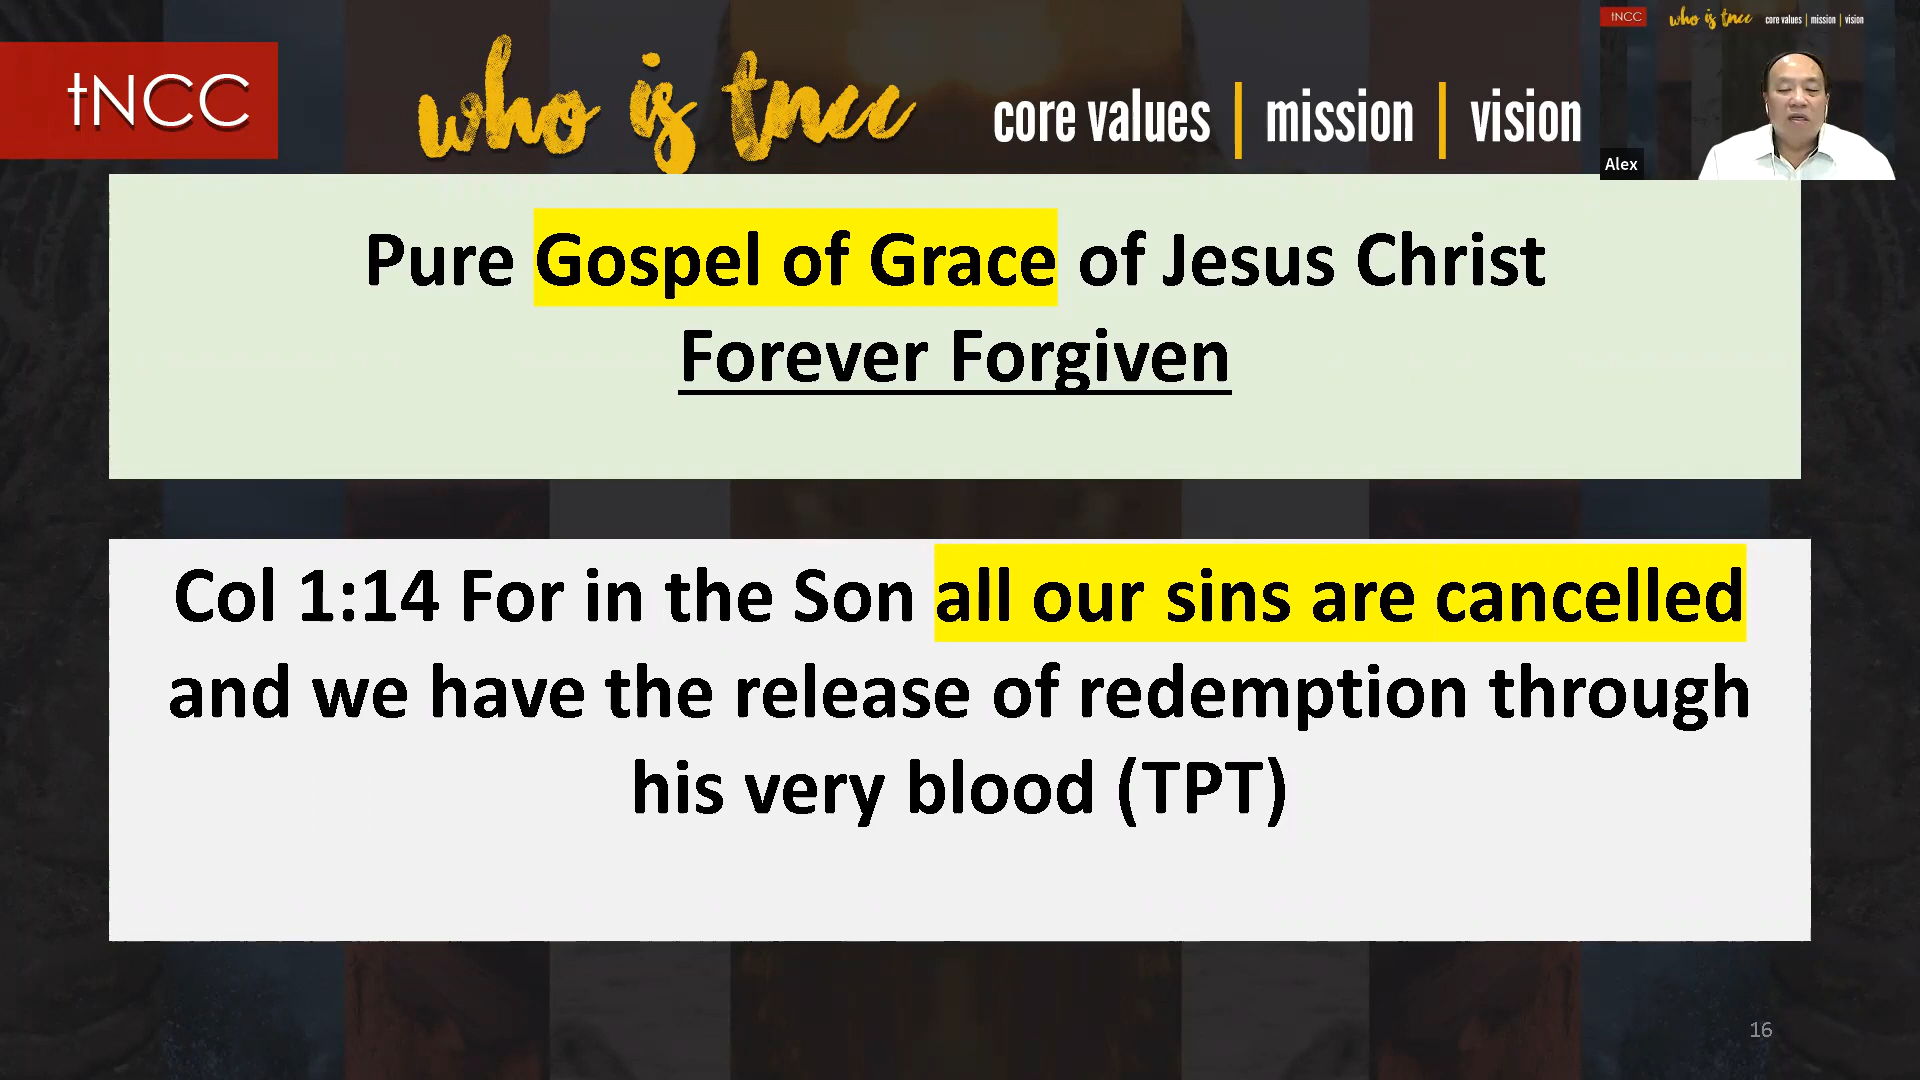 tNCC
who is tncc
core values | mission | vision
tNCC
who is tncc
core values | mission | vision
Alex
Pure Gospel of Grace of Jesus Christ
Forever Forgiven
Col 1:14 For in the Son all our sins are cancelled
and we have the release of redemption through
his very blood (TPT)
16